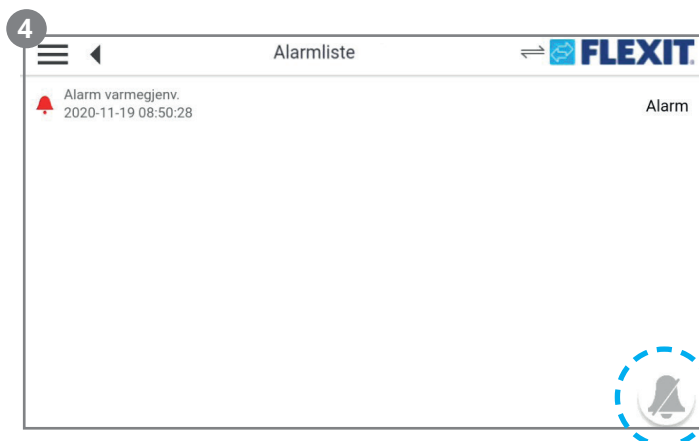 4
Alarmliste
FLEXIT.
Alarm varmegjenv.
2020-11-19 08:50:28
Alarm